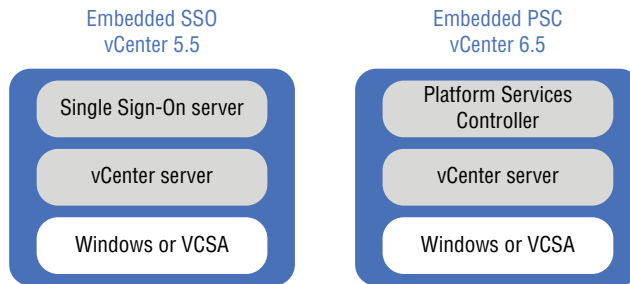 Embedded SSO
vCenter 5.5
Single Sign-On server
vCenter server
Windows or VCSA
Embedded PSC
vCenter 6.5
Platform Services
Controller
vCenter server
Windows or VCSA